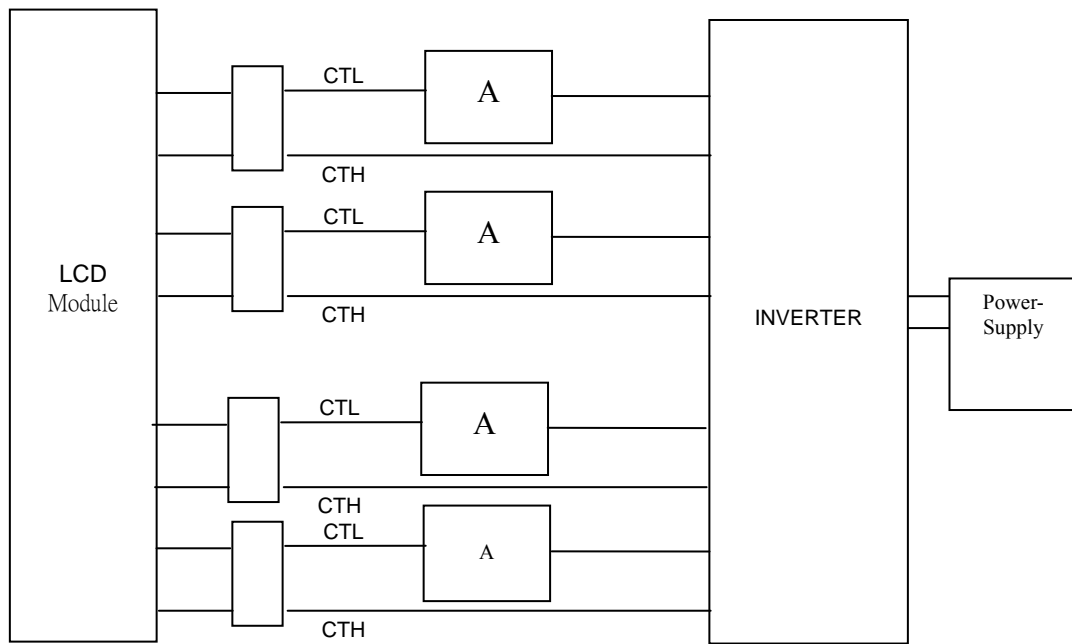 CTL
A
CTH
CTL
A
CTH
LCD
Module
INVERTER
Power-
Supply
CTL
A
CTH
CTL
A
CTH